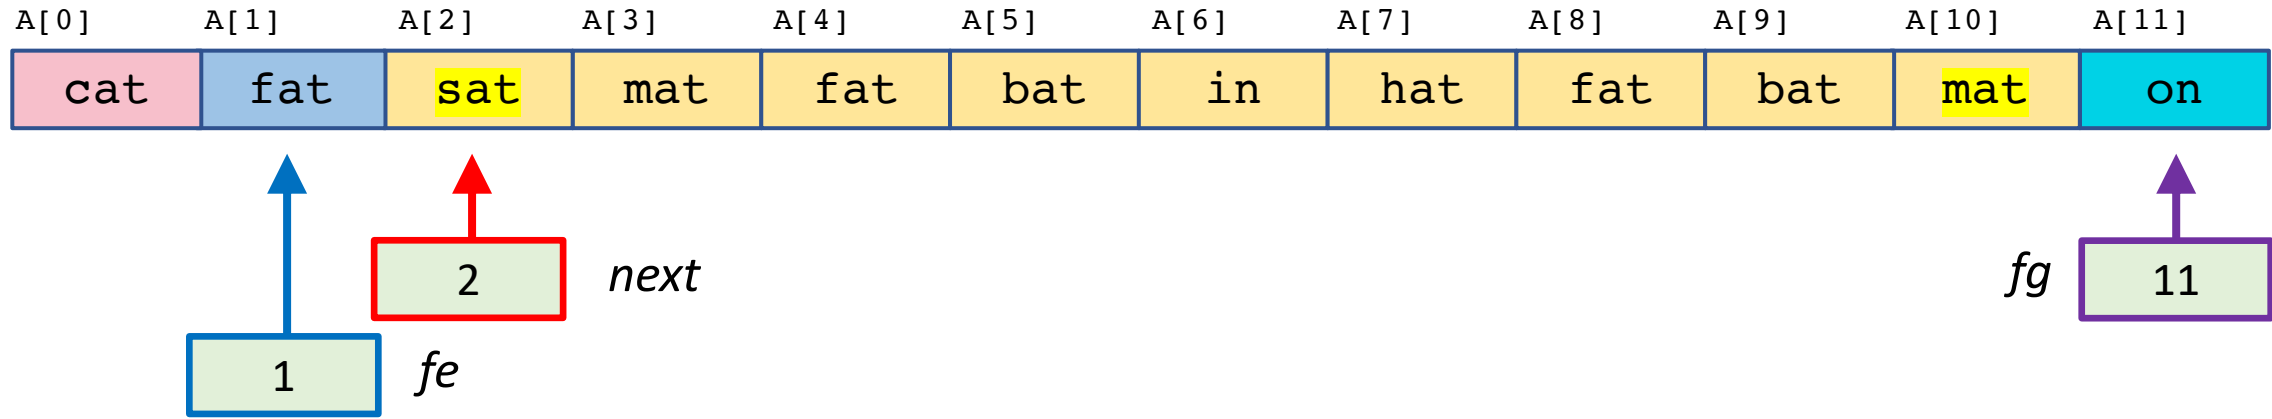 A[0] A[1] A[2] A[3] A[4] A[5] A[6] A[7] A[8] A[9] A[10] A[11]
cat fat sat mat fat bat in hat fat bat mat on
2 next fg 11
1 fe